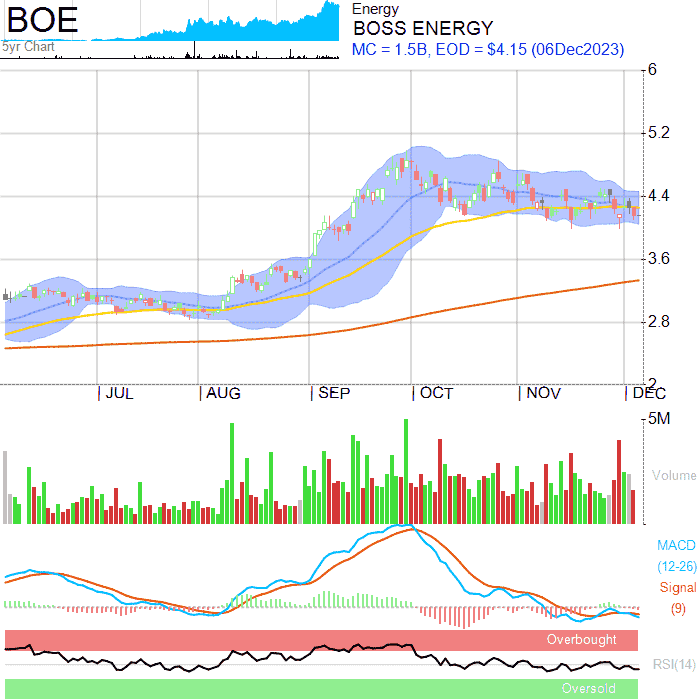 BOE
5yr Chart
Energy
BOSS ENERGY
MC = 1.5B, EOD = $4.15 (06Dec2023)
6
5.2
4.4
3.6
2.8
2
JUL AUG SEP OCT NOV DEC
5M
Volume
MACD
(12-26)
Signal
(9)
Overbought
RSI(14)
Oversold